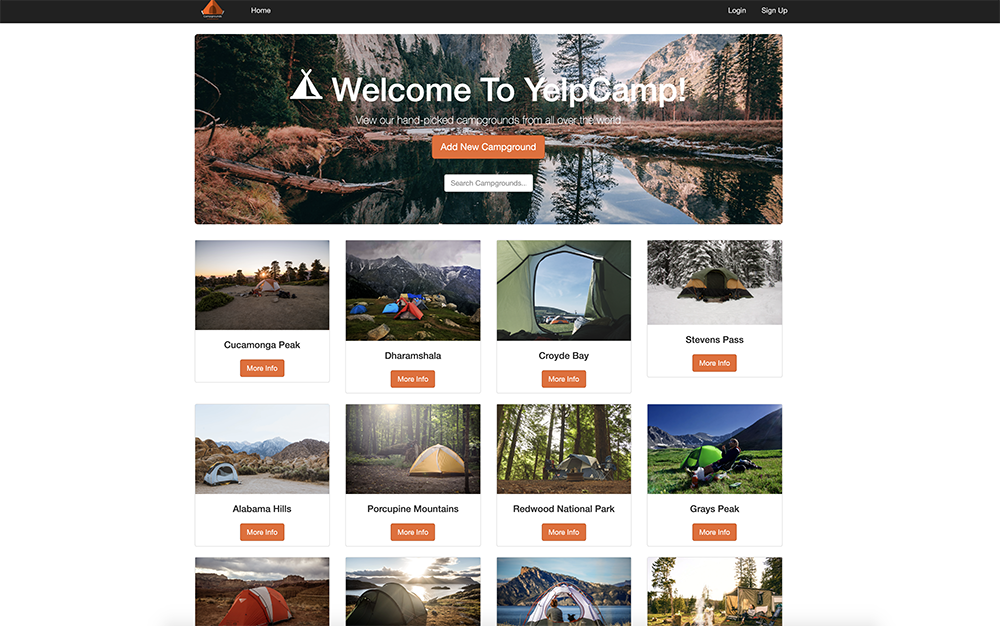 Home
Login
Sign Up
Welcome To YelpCamp!
View our hand-picked campgrounds from all over the world
Add New Campground
Search Campgrounds...
Cucamonga Peak
More Info
Dharamshala
More Info
Croyde Bay
More Info
Stevens Pass
More Info
Alabama Hills
More Info
Porcupine Mountains
More Info
Redwood National Park
More Info
Grays Peak
More Info